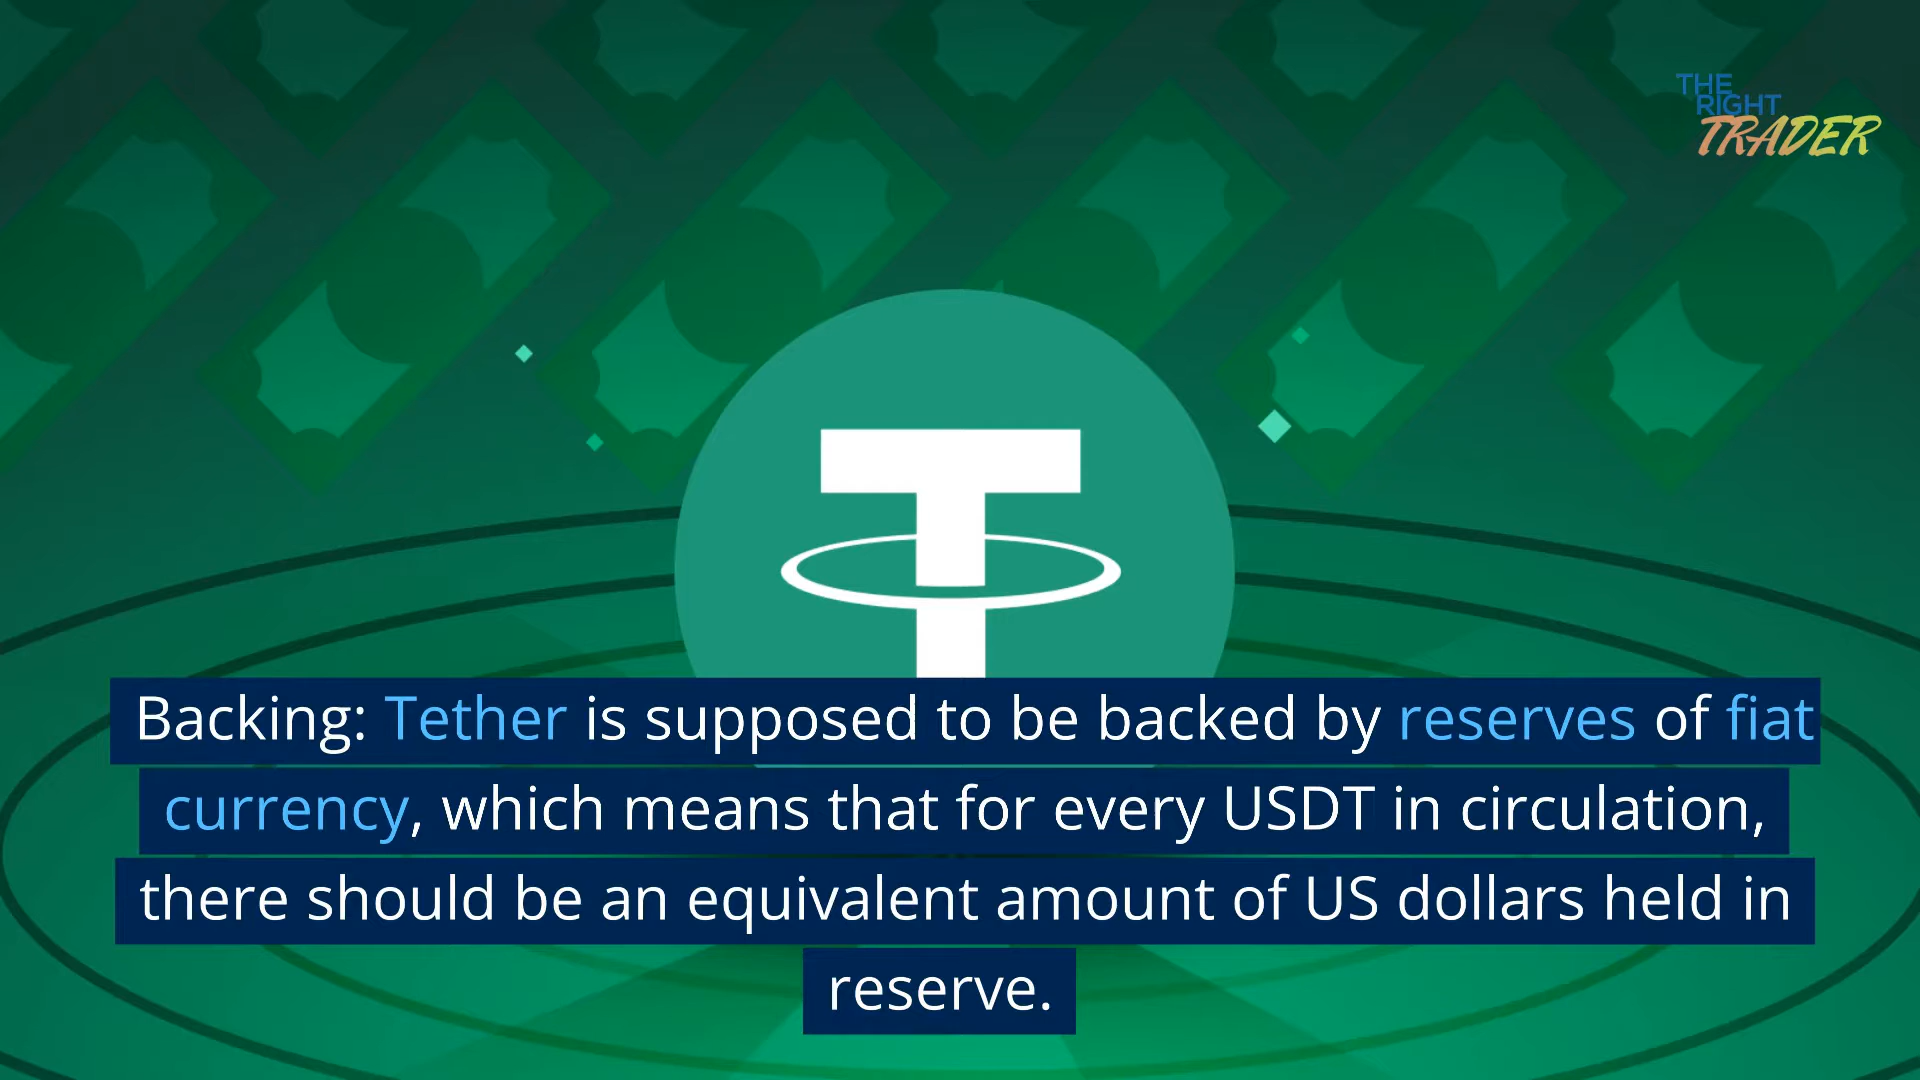 THE
RIGHT
TRADER
Backing: Tether is supposed to be backed by reserves of fiat
currency, which means that for every USDT in circulation,
there should be an equivalent amount of US dollars held in
reserve.